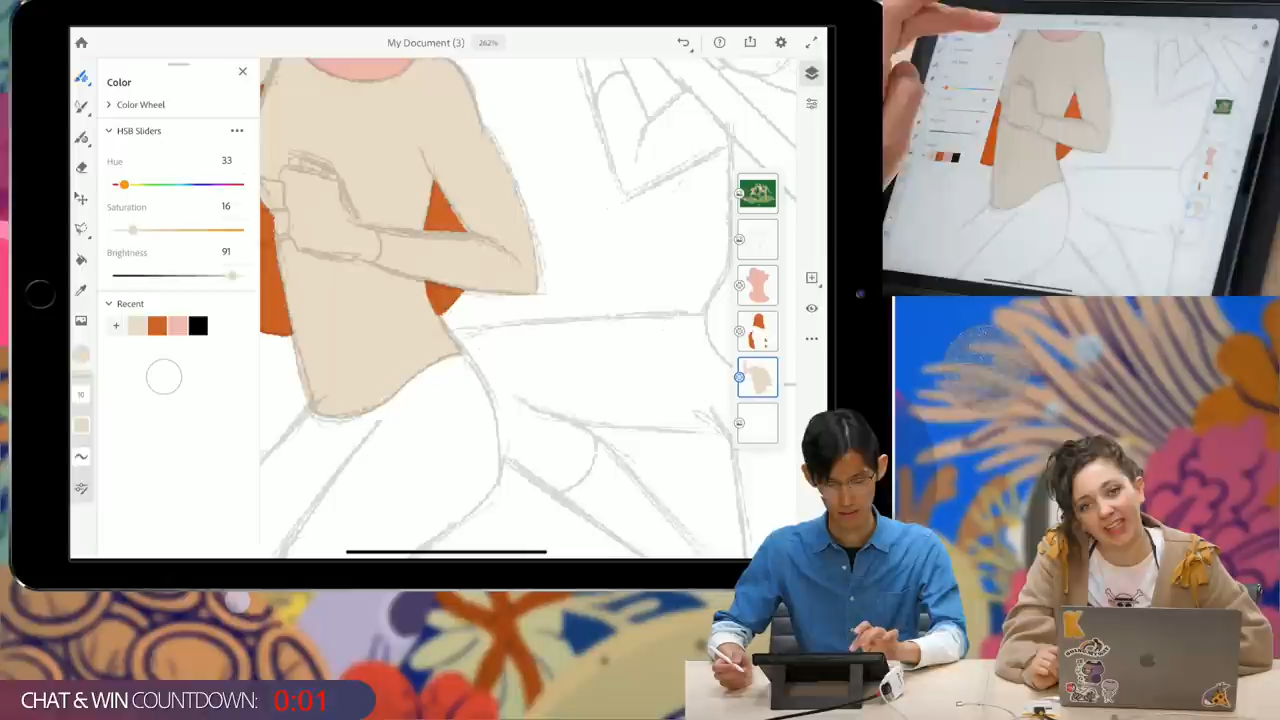 My Document (3)
262%
Color
Color Wheel
HSB Sliders
Hue
33
Saturation
16
Brightness
91
Recent
10
CHAT & WIN COUNTDOWN: 0:01